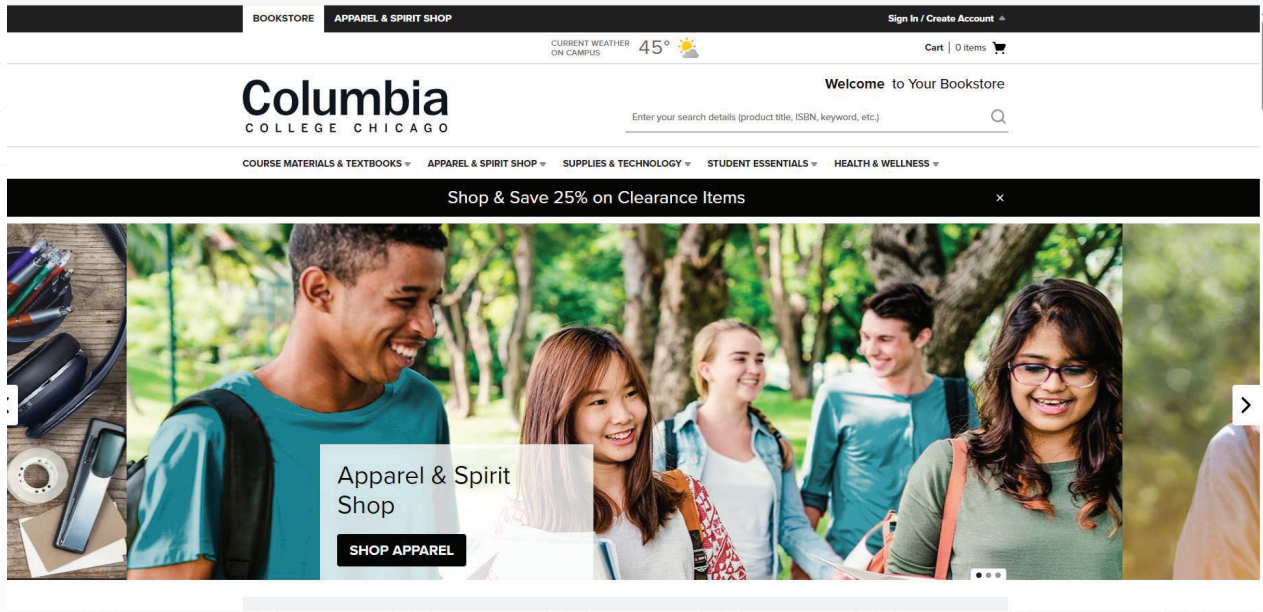 BOOKSTORE APPAREL & SPIRIT SHOP Sign In / Create Account
CURRENT WEATHER
ON CAMPUS
45°
Cart | 0 items
Columbia
COLLEGE CHICAGO
Welcome to Your Bookstore
Enter your search details (product title, ISBN, keyword, etc.)
COURSE MATERIALS & TEXTBOOKS APPAREL & SPIRIT SHOP SUPPLIES & TECHNOLOGY STUDENT ESSENTIALS HEALTH & WELLNESS
Shop & Save 25% on Clearance Items ×
Apparel & Spirit
Shop
SHOP APPAREL